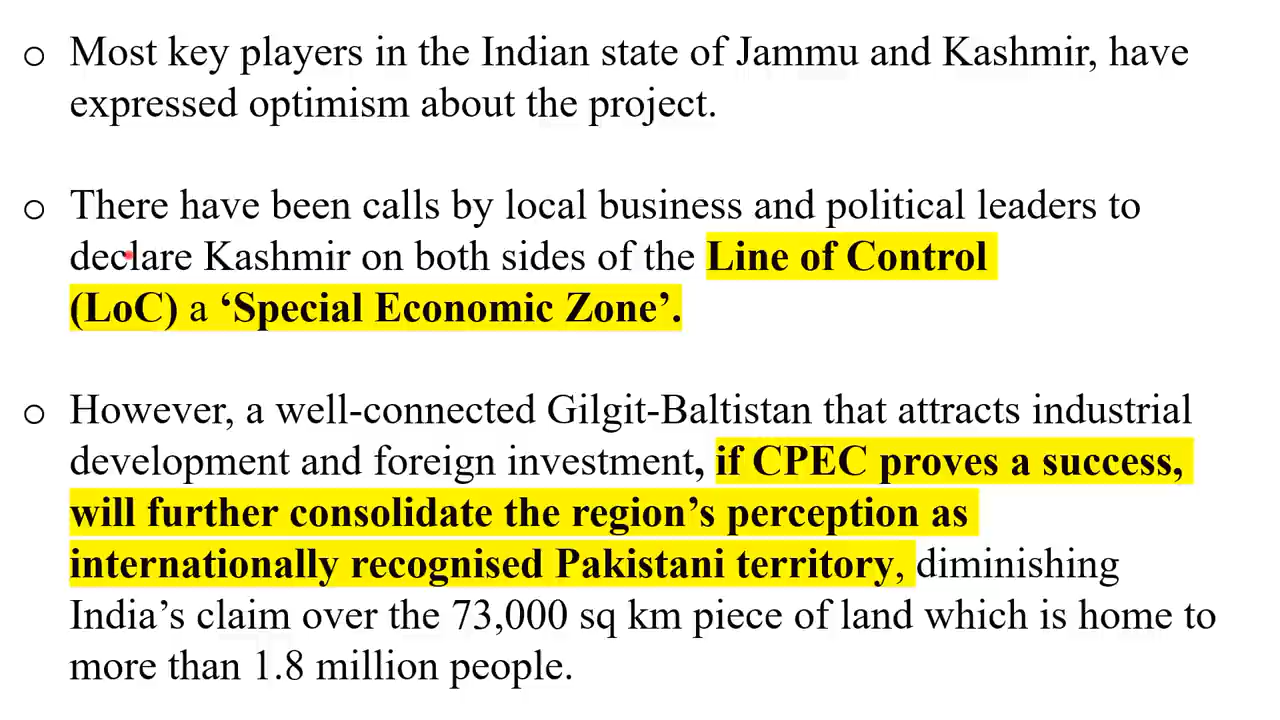 o Most key players in the Indian state of Jammu and Kashmir, have
expressed optimism about the project.
o There have been calls by local business and political leaders to
declare Kashmir on both sides of the Line of Control
(LoC) a ‘Special Economic Zone’.
o However, a well-connected Gilgit-Baltistan that attracts industrial
development and foreign investment, if CPEC proves a success,
will further consolidate the region’s perception as
internationally recognised Pakistani territory, diminishing
India’s claim over the 73,000 sq km piece of land which is home to
more than 1.8 million people.